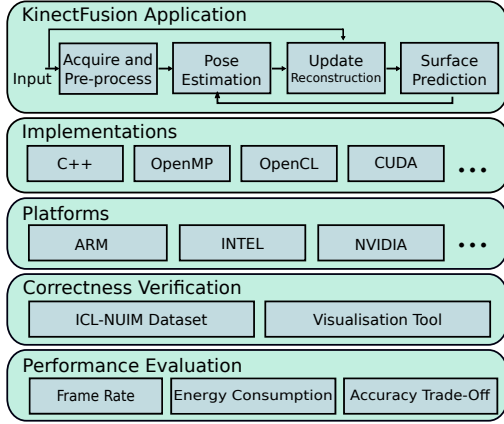 KinectFusion Application
Input
Acquire and
Pre-process
Pose
Estimation
Update
Reconstruction
Surface
Prediction
Implementations
C++
OpenMP
OpenCL
CUDA
...
Platforms
ARM
INTEL
NVIDIA
...
Correctness Verification
ICL-NUIM Dataset
Visualisation Tool
Performance Evaluation
Frame Rate
Energy Consumption
Accuracy Trade-Off